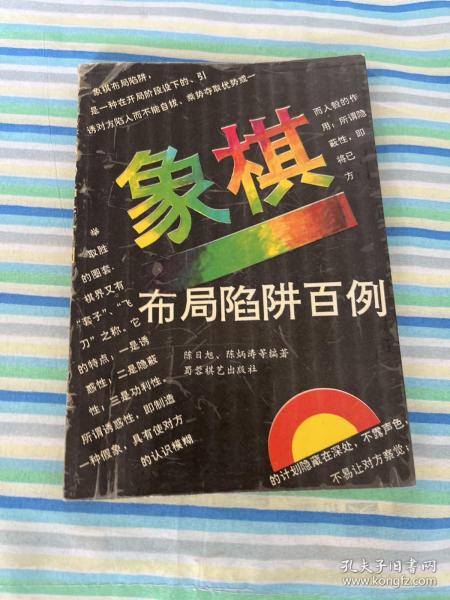 象棋布局陷阱，
是一种在开局阶段设下的、引
诱对方陷入而不能自拔，乘势夺取优势或一
举
取胜
的圈套．
棋界又有
“套子”、“飞
刀”之称．它
的特点：一是诱
惑性；二是隐蔽
性；三是功利性．
所谓诱惑性，即制造
一种假象，具有使对方
的认识模糊
而入彀的作
用；所谓隐
蔽性，即
将己
方
的计划隐藏在深处，不露声色，
不易让对方察觉；
象棋
布局陷阱百例
陈日旭、陈炳涛等编著
蜀蓉棋艺出版社
孔夫子旧书网
www.kongfz.com